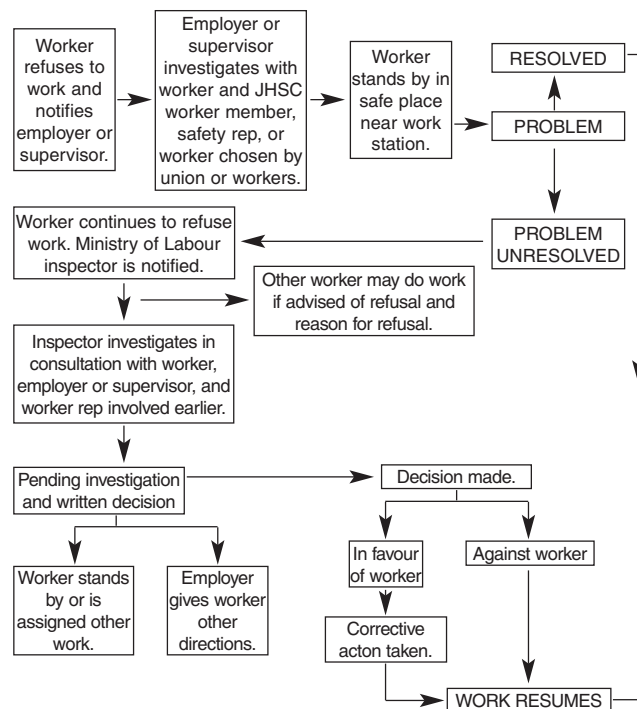 Worker
refuses to
work and
notifies
employer or
supervisor.
Employer or
supervisor
investigates with
worker and JHSC
worker member,
safety rep, or
worker chosen by
union or workers.
Worker
stands by in
safe place
near work
station.
RESOLVED
PROBLEM
PROBLEM
UNRESOLVED
Worker continues to refuse
work. Ministry of Labour
inspector is notified.
Other worker may do work
if advised of refusal and
reason for refusal.
Inspector investigates in
consultation with worker,
employer or supervisor, and
worker rep involved earlier.
Pending investigation
and written decision
Decision made.
Worker stands
by or is
assigned other
work.
Employer
gives worker
other
directions.
In favour
of worker
Against worker
Corrective
acton taken.
WORK RESUMES